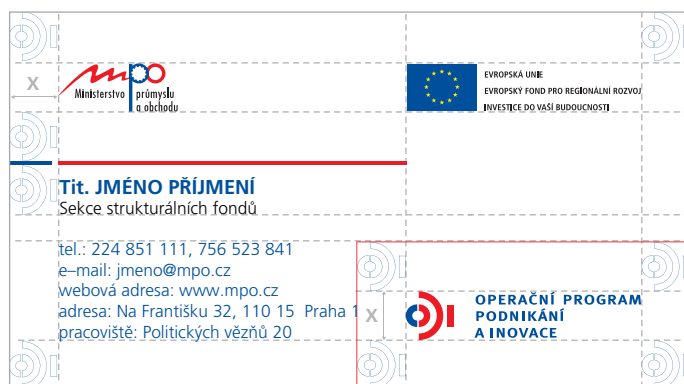 X
mpo
Ministerstvo průmyslu
a obchodu
EVROPSKÁ UNIE
EVROPSKÝ FOND PRO REGIONÁLNÍ ROZVOJ
INVESTICE DO VAŠÍ BUDOUCNOSTI
Tit. JMÉNO PŘÍJMENÍ
Sekce strukturálních fondů
tel.: 224 851 111, 756 523 841
e–mail: jmeno@mpo.cz
webová adresa: www.mpo.cz
adresa: Na Františku 32, 110 15 Praha 1
pracoviště: Politických vězňů 20
X
OPERAČNÍ PROGRAM
PODNIKÁNÍ
A INOVACE